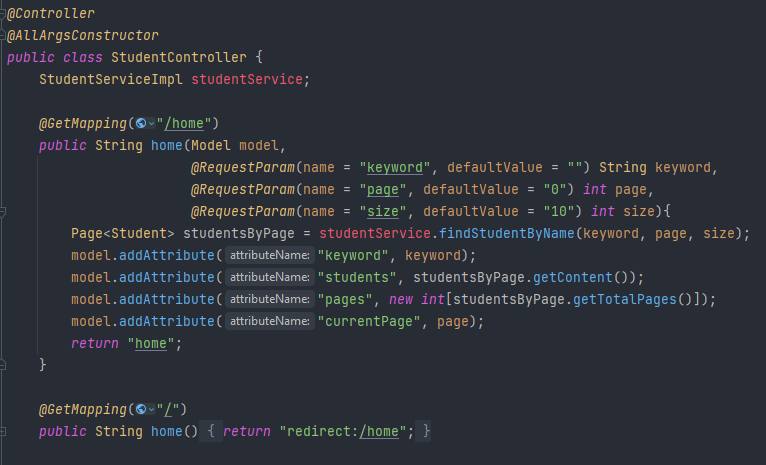 @Controller
@AllArgsConstructor
public class StudentController {
    StudentServiceImpl studentService;

    @GetMapping("/home")
    public String home(Model model,
                       @RequestParam(name = "keyword", defaultValue = "") String keyword,
                       @RequestParam(name = "page", defaultValue = "0") int page,
                       @RequestParam(name = "size", defaultValue = "10") int size){
        Page<Student> studentsByPage = studentService.findStudentByName(keyword, page, size);
        model.addAttribute( attributeName: "keyword", keyword);
        model.addAttribute( attributeName: "students", studentsByPage.getContent());
        model.addAttribute( attributeName: "pages", new int[studentsByPage.getTotalPages()]);
        model.addAttribute( attributeName: "currentPage", page);
        return "home";
    }

    @GetMapping("/")
    public String home() { return "redirect:/home"; }